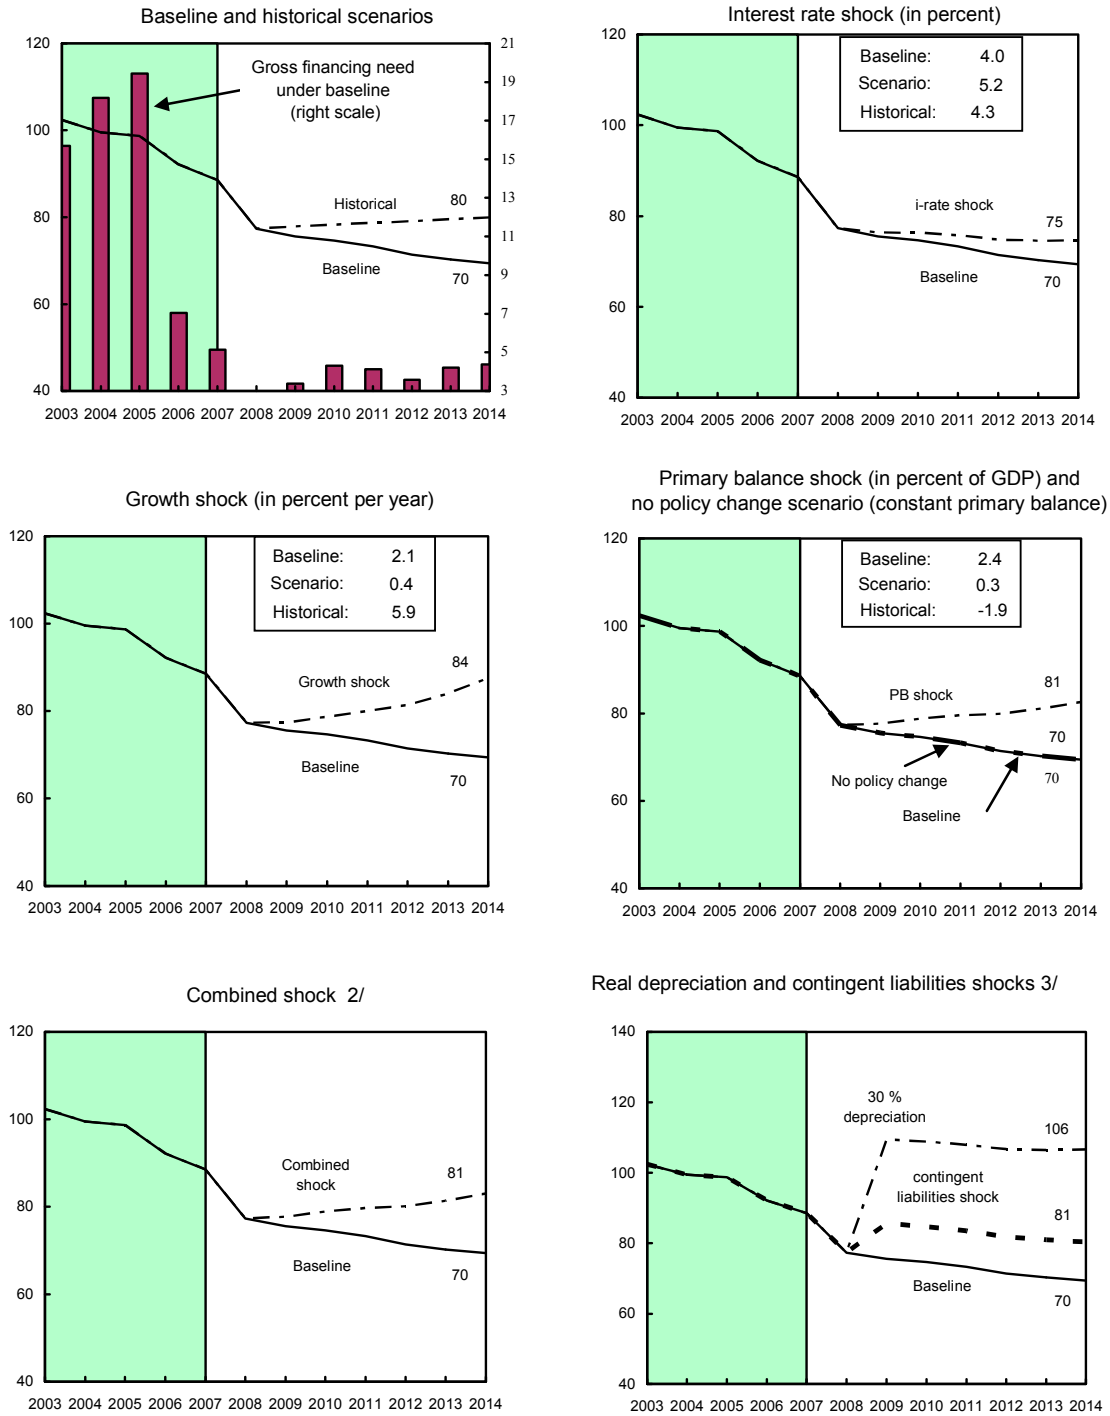 Baseline and historical scenarios
120
100
80
60
40
21
19
17
15
13
11
9
7
5
3
Gross financing need
under baseline
(right scale)
Historical
80
Baseline
70
2003 2004 2005 2006 2007 2008 2009 2010 2011 2012 2013 2014
Interest rate shock (in percent)
120
100
80
60
40
Baseline: 4.0
Scenario: 5.2
Historical: 4.3
i-rate shock
75
Baseline
70
2003 2004 2005 2006 2007 2008 2009 2010 2011 2012 2013 2014
Growth shock (in percent per year)
120
100
80
60
40
Baseline: 2.1
Scenario: 0.4
Historical: 5.9
84
Growth shock
Baseline
70
2003 2004 2005 2006 2007 2008 2009 2010 2011 2012 2013 2014
Primary balance shock (in percent of GDP) and
no policy change scenario (constant primary balance)
120
100
80
60
40
Baseline: 2.4
Scenario: 0.3
Historical: -1.9
81
PB shock
70
No policy change
70
Baseline
2003 2004 2005 2006 2007 2008 2009 2010 2011 2012 2013 2014
Combined shock 2/
120
100
80
60
40
Combined
shock
81
Baseline
70
2003 2004 2005 2006 2007 2008 2009 2010 2011 2012 2013 2014
Real depreciation and contingent liabilities shocks 3/
140
120
100
80
60
40
30 %
depreciation
106
contingent
liabilities shock
81
Baseline
70
2003 2004 2005 2006 2007 2008 2009 2010 2011 2012 2013 2014